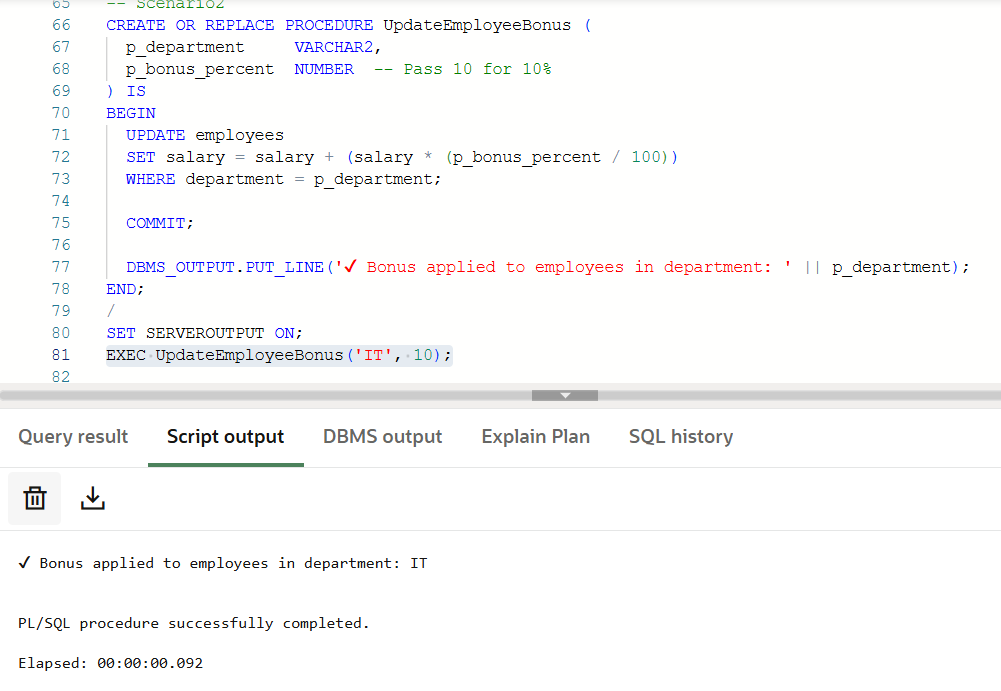 65 -- Scenario2
66 CREATE OR REPLACE PROCEDURE UpdateEmployeeBonus (
67   p_department     VARCHAR2,
68   p_bonus_percent  NUMBER  -- Pass 10 for 10%
69 ) IS
70 BEGIN
71   UPDATE employees
72   SET salary = salary + (salary * (p_bonus_percent / 100))
73   WHERE department = p_department;
74
75   COMMIT;
76
77   DBMS_OUTPUT.PUT_LINE('✔ Bonus applied to employees in department: ' || p_department);
78 END;
79 /
80 SET SERVEROUTPUT ON;
81 EXEC UpdateEmployeeBonus('IT', 10);
82
Query result Script output DBMS output Explain Plan SQL history
✔ Bonus applied to employees in department: IT
PL/SQL procedure successfully completed.
Elapsed: 00:00:00.092